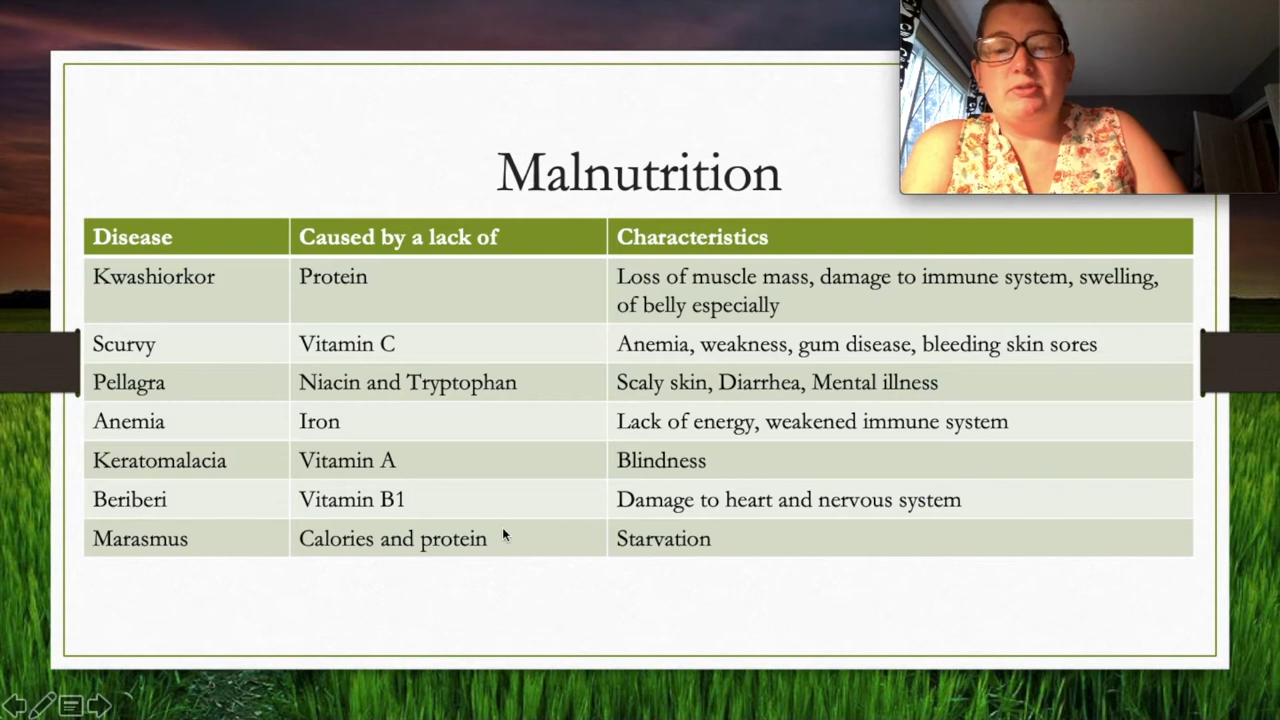 Malnutrition
Disease Caused by a lack of Characteristics
Kwashiorkor Protein Loss of muscle mass, damage to immune system, swelling,
of belly especially
Scurvy Vitamin C Anemia, weakness, gum disease, bleeding skin sores
Pellagra Niacin and Tryptophan Scaly skin, Diarrhea, Mental illness
Anemia Iron Lack of energy, weakened immune system
Keratomalacia Vitamin A Blindness
Beriberi Vitamin B1 Damage to heart and nervous system
Marasmus Calories and protein Starvation